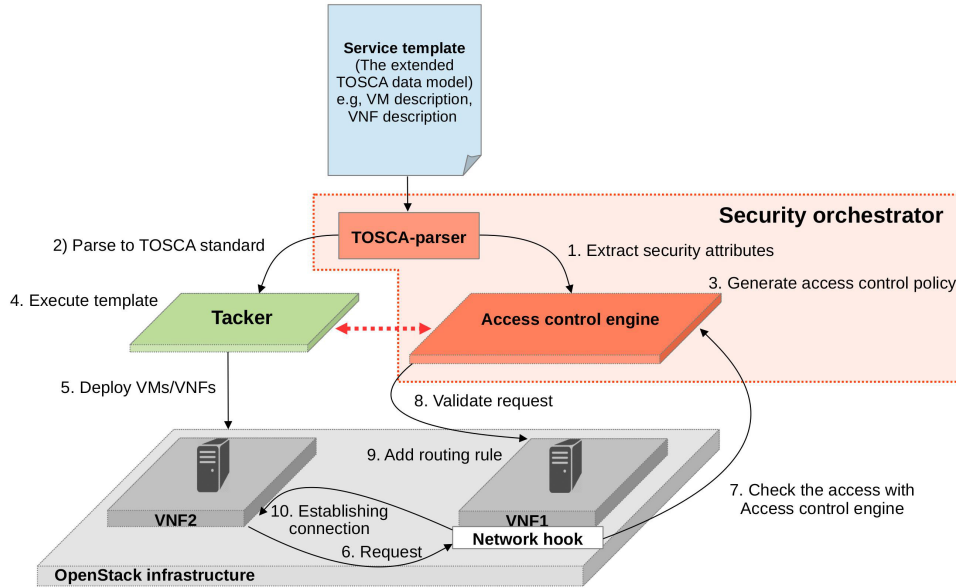 Service template
(The extended
TOSCA data model)
e.g, VM description,
VNF description
Security orchestrator
TOSCA-parser
2) Parse to TOSCA standard
1. Extract security attributes
3. Generate access control policy
4. Execute template
Tacker
Access control engine
5. Deploy VMs/VNFs
8. Validate request
9. Add routing rule
7. Check the access with
Access control engine
VNF2
10. Establishing
connection
VNF1
Network hook
6. Request
OpenStack infrastructure